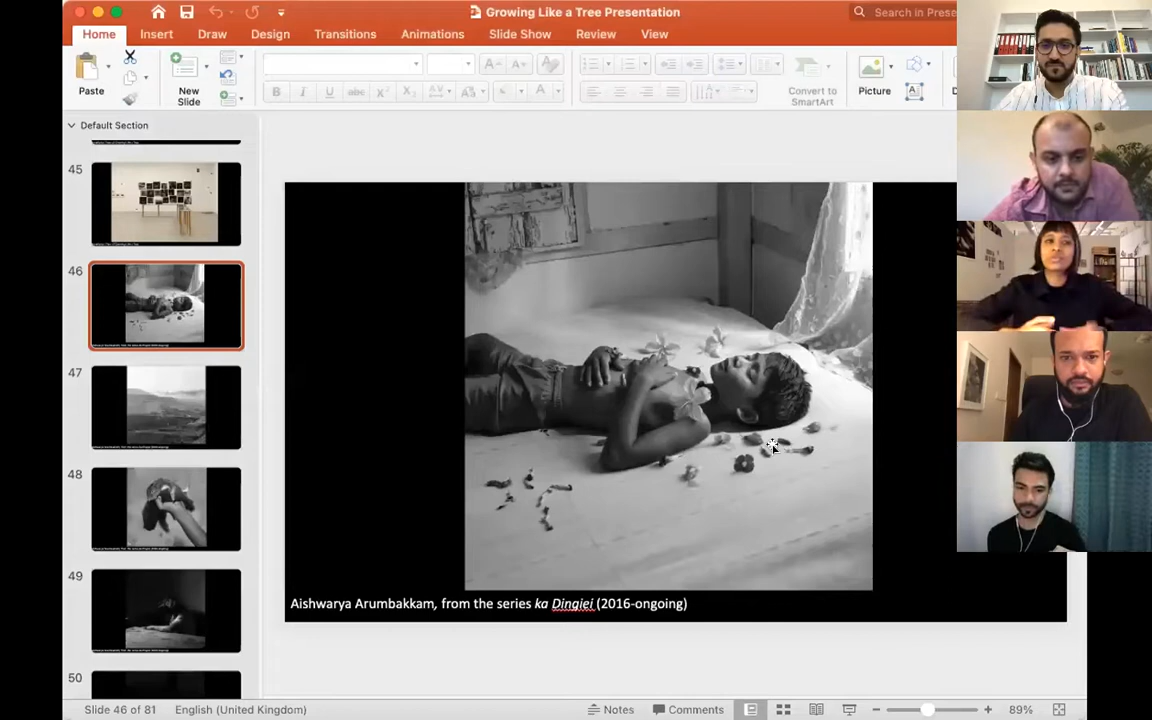 Growing Like a Tree Presentation
Search in Prese
Home Insert Draw Design Transitions Animations Slide Show Review View
Paste
New
Slide
Convert to
SmartArt
Picture
Default Section
45
46
47
48
49
50
Aishwarya Arumbakkam, from the series ka Dingiei (2016-ongoing)
Slide 46 of 81 English (United Kingdom) Notes Comments 89%